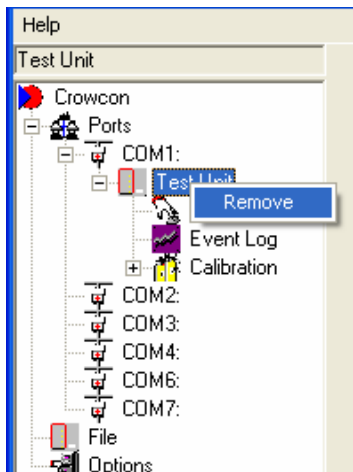 Help
Test Unit
Crowcon
Ports
COM1:
Test Unit
Remove
Event Log
Calibration
COM2:
COM3:
COM4:
COM6:
COM7:
File
Options